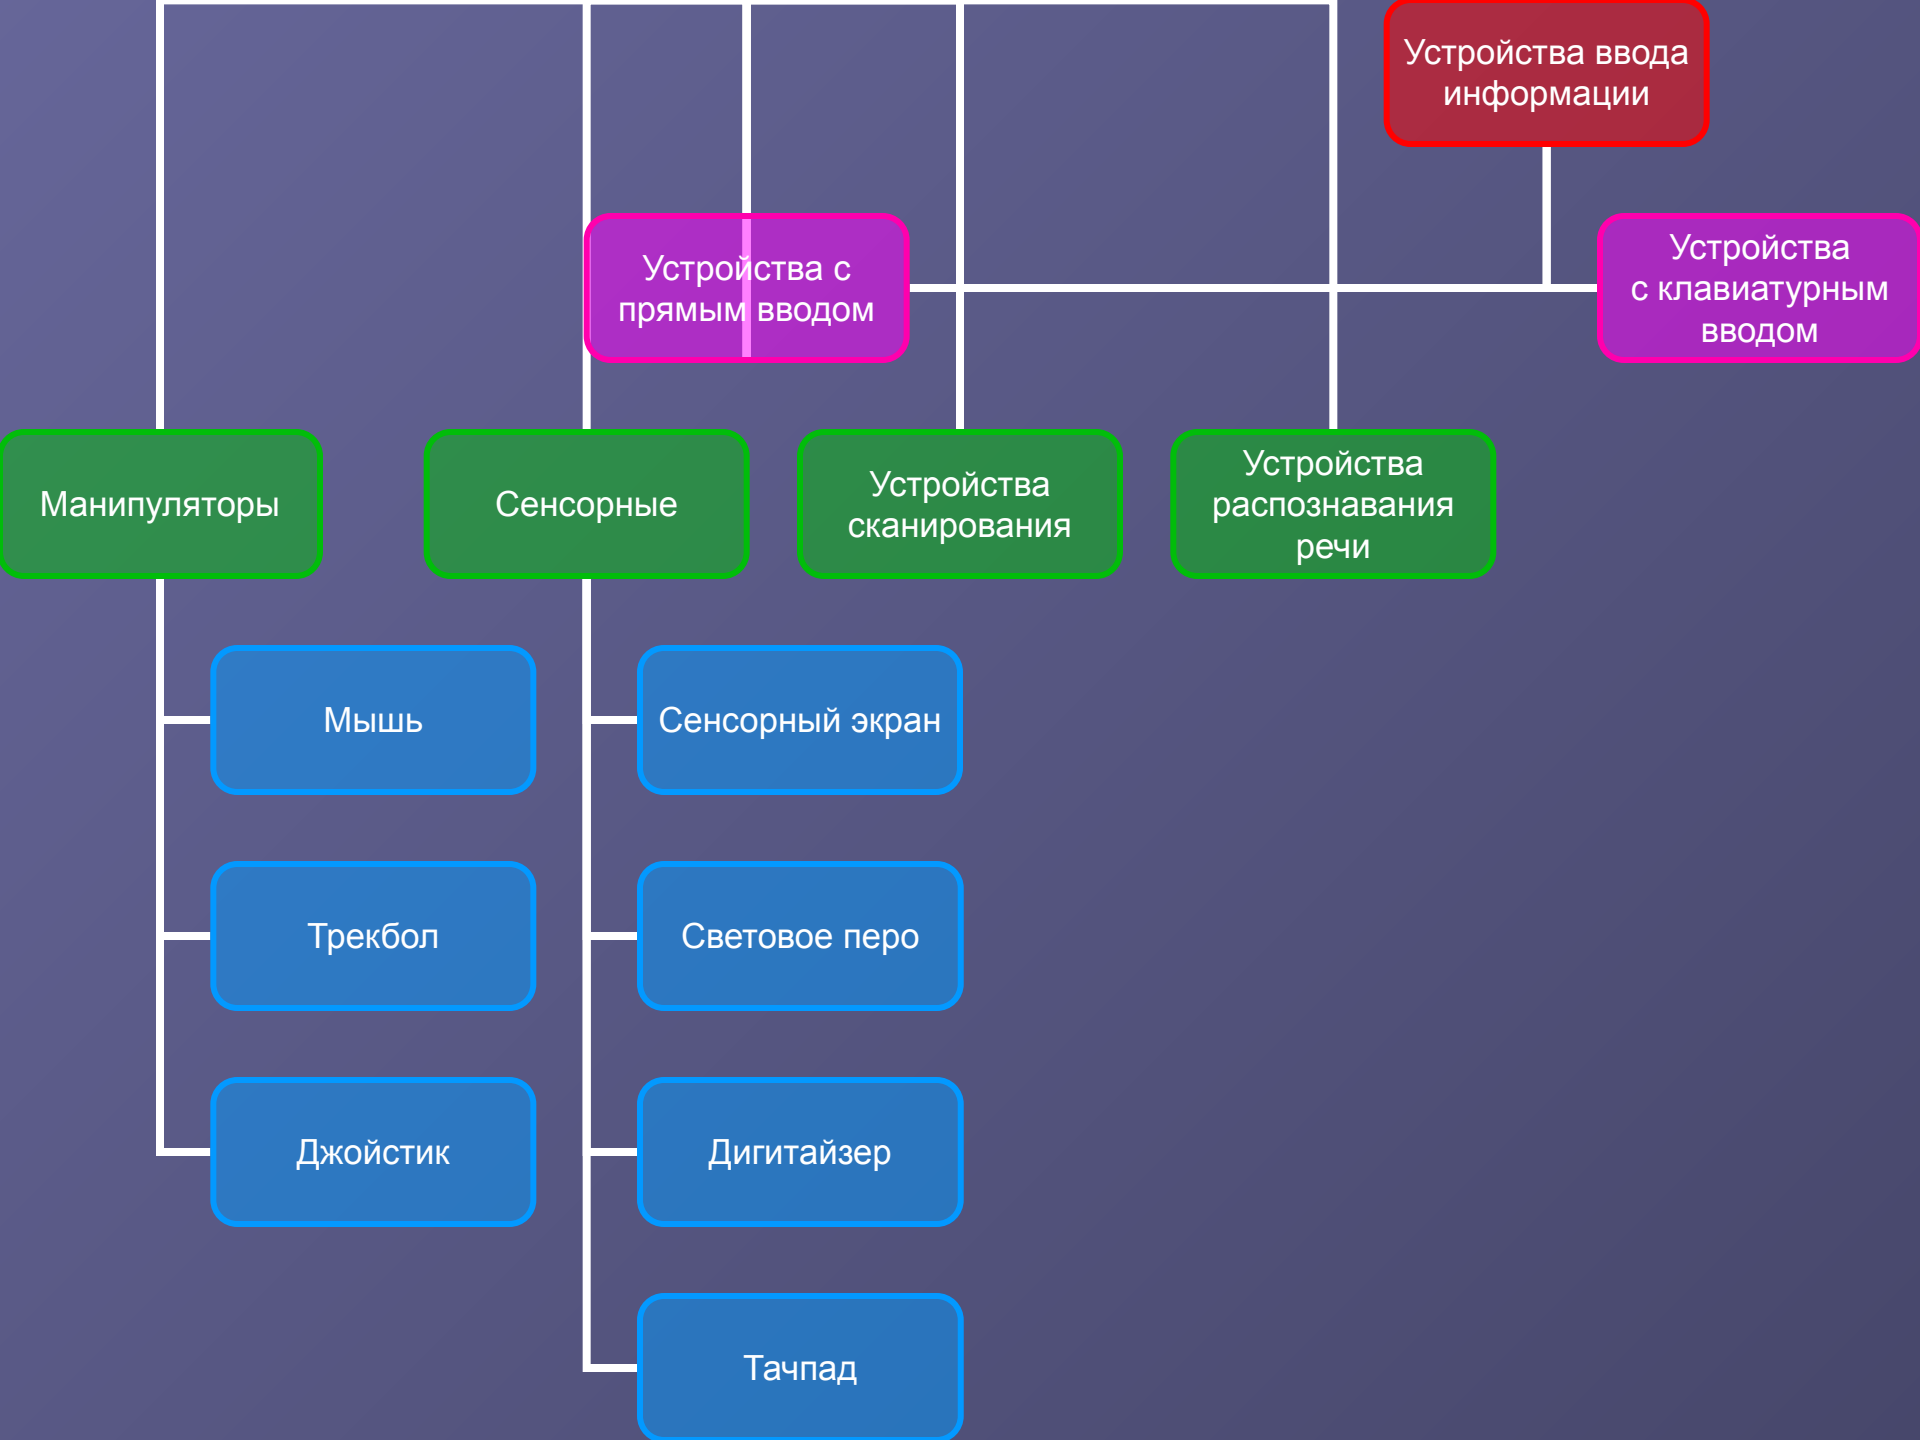 Устройства ввода
информации
Устройства с
прямым вводом
Устройства
с клавиатурным
вводом
Манипуляторы
Сенсорные
Устройства
сканирования
Устройства
распознавания
речи
Мышь
Сенсорный экран
Трекбол
Световое перо
Джойстик
Дигитайзер
Тачпад